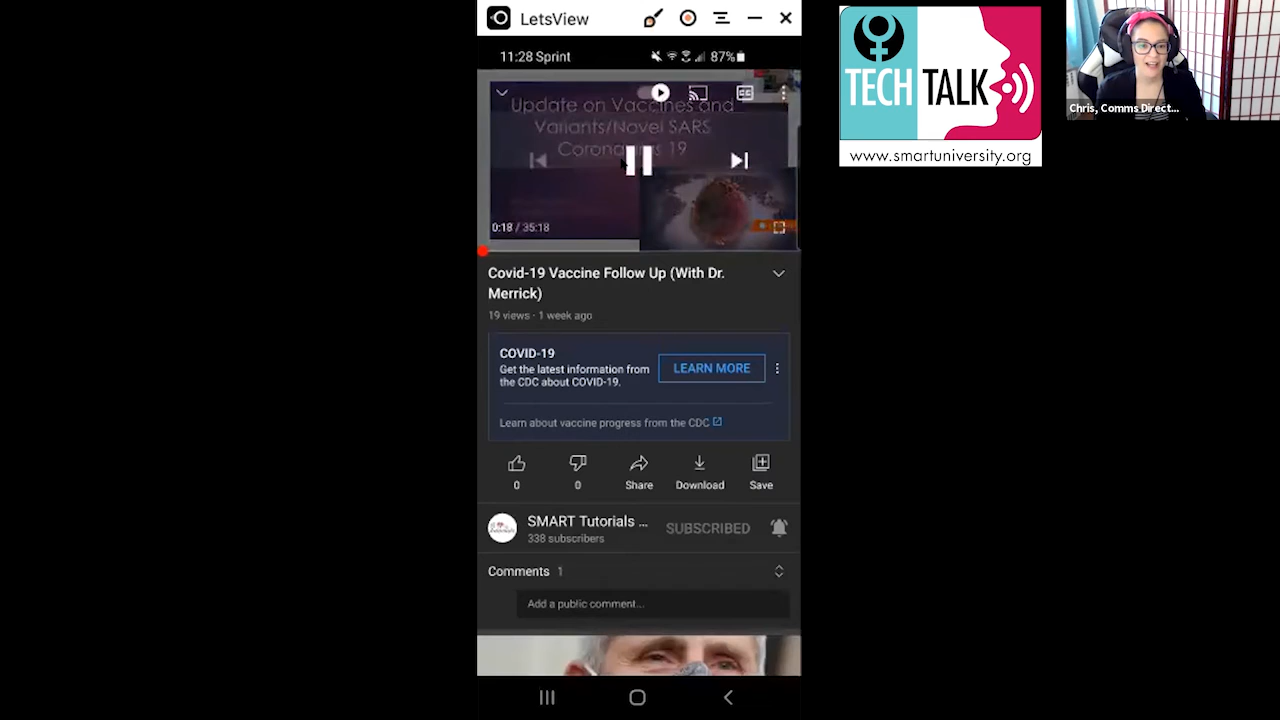 LetsView
11:28 Sprint
87%
Update on Vaccines and
Variants/Novel SARS
Coronavirus 19
0:18 / 35:18
Covid-19 Vaccine Follow Up (With Dr.
Merrick)
19 views · 1 week ago
COVID-19
Get the latest information from
the CDC about COVID-19.
LEARN MORE
Learn about vaccine progress from the CDC
0
0
Share
Download
Save
SMART Tutorials ...
338 subscribers
SUBSCRIBED
Comments 1
Add a public comment...
TECH TALK
www.smartuniversity.org
Chris, Comms Direct...
CC